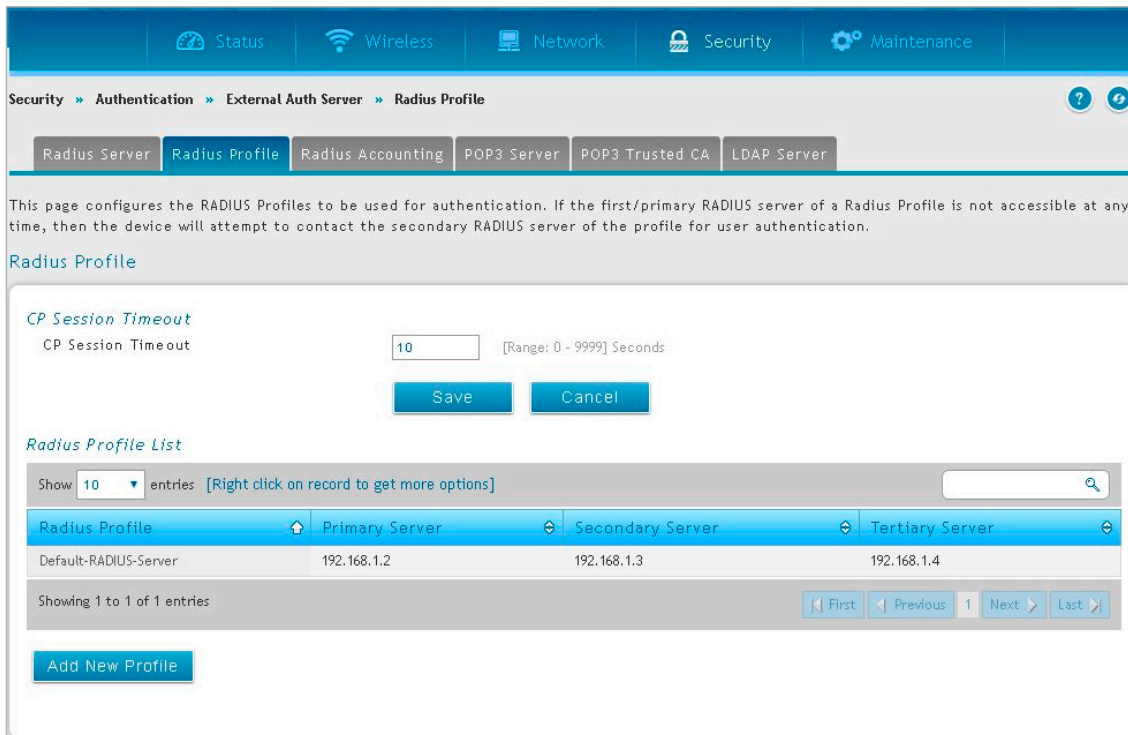 Status Wireless Network Security Maintenance
Security » Authentication » External Auth Server » Radius Profile ?
Radius Server Radius Profile Radius Accounting POP3 Server POP3 Trusted CA LDAP Server
This page configures the RADIUS Profiles to be used for authentication. If the first/primary RADIUS server of a Radius Profile is not accessible at any
time, then the device will attempt to contact the secondary RADIUS server of the profile for user authentication.
Radius Profile
CP Session Timeout
CP Session Timeout 10 [Range: 0 - 9999] Seconds
Save Cancel
Radius Profile List
Show 10 entries [Right click on record to get more options]
Radius Profile Primary Server Secondary Server Tertiary Server
Default-RADIUS-Server 192.168.1.2 192.168.1.3 192.168.1.4
Showing 1 to 1 of 1 entries First Previous 1 Next Last
Add New Profile